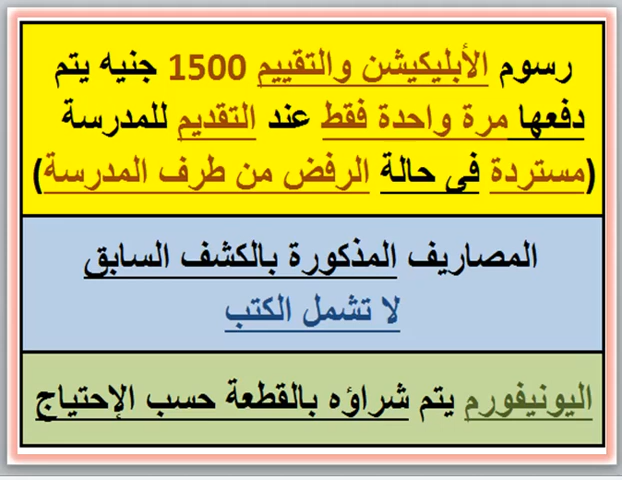 رسوم الأبليكيشن والتقييم 1500 جنيه يتم
دفعها مرة واحدة فقط عند التقديم للمدرسة
(مستردة في حالة الرفض من طرف المدرسة)
المصاريف المذكورة بالكشف السابق
لا تشمل الكتب
اليونيفورم يتم شراؤه بالقطعة حسب الإحتياج